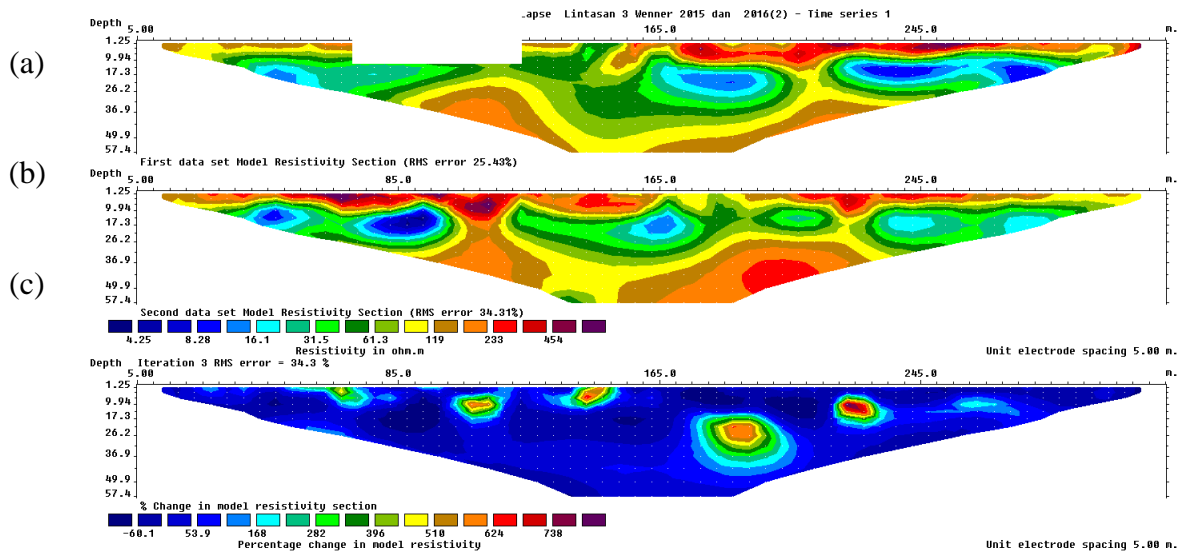 .apse Lintasan 3 Wenner 2015 dan 2016(2) - Time series 1
Depth 5.00 165.0 245.0 m.
(a)
1.25
9.94
17.3
26.2
36.9
49.9
57.4
First data set Model Resistivity Section (RMS error 25.43%)
(b)
Depth 5.00 85.0 165.0 245.0 m.
1.25
9.94
17.3
26.2
36.9
49.9
57.4
(c)
Second data set Model Resistivity Section (RMS error 34.31%)
4.25 8.28 16.1 31.5 61.3 119 233 454
Resistivity in ohm.m
Unit electrode spacing 5.00 m.
Depth Iteration 3 RMS error = 34.3 %
5.00 85.0 165.0 245.0 m.
1.25
9.94
17.3
26.2
36.9
49.9
57.4
% Change in model resistivity section
-60.1 53.9 168 282 396 510 624 738
Percentage change in model resistivity
Unit electrode spacing 5.00 m.